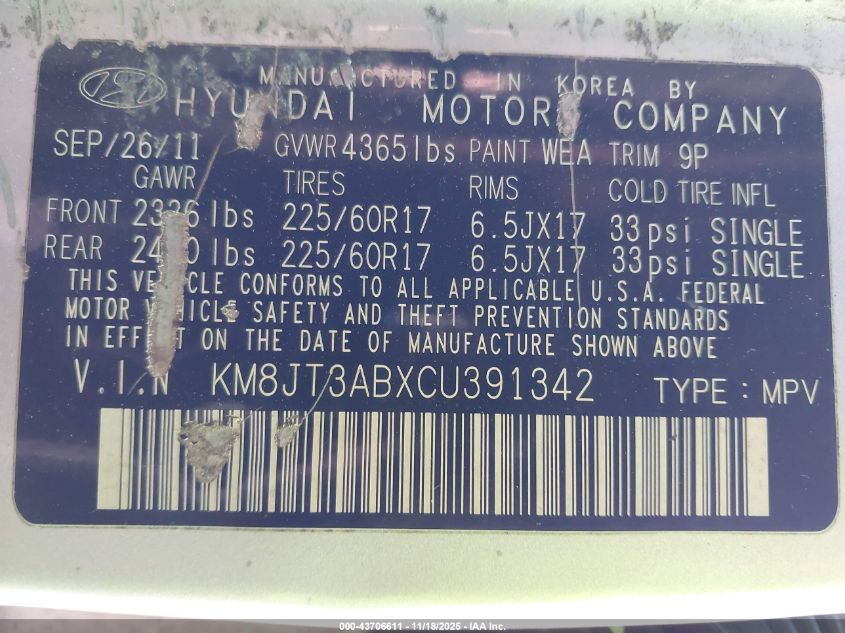 MANUFACTURED IN KOREA BY
HYUNDAI MOTOR COMPANY
SEP/26/11 GVWR 4365lbs PAINT WEA TRIM 9P
GAWR TIRES RIMS COLD TIRE INFL
FRONT lbs 225/60R17 6.5JX17 33psi SINGLE
REAR lbs 225/60R17 6.5JX17 33psi SINGLE
THIS VEHICLE CONFORMS TO ALL APPLICABLE U.S.A. FEDERAL
MOTOR VEHICLE SAFETY AND THEFT PREVENTION STANDARDS
IN EFFECT ON THE DATE OF MANUFACTURE SHOWN ABOVE
V.I.N KM8JT3ABXCU391342 TYPE : MPV
000-43706611 - 11/18/2025 - IAA Inc.